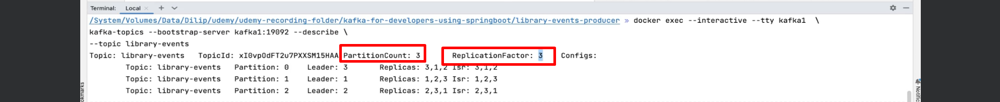 Terminal: Local × +
/System/Volumes/Data/Dilip/udemy/udemy-recording-folder/kafka-for-developers-using-springboot/library-events-producer » docker exec --interactive --tty kafka1 \
kafka-topics --bootstrap-server kafka1:19092 --describe \
--topic library-events
Topic: library-events TopicId: xI0vpOdFT2u7PXXSM15HAA PartitionCount: 3 ReplicationFactor: 3 Configs:
Topic: library-events Partition: 0 Leader: 3 Replicas: 3,1,2 Isr: 3,1,2
Topic: library-events Partition: 1 Leader: 1 Replicas: 1,2,3 Isr: 1,2,3
Topic: library-events Partition: 2 Leader: 2 Replicas: 2,3,1 Isr: 2,3,1
okmarks
Notific